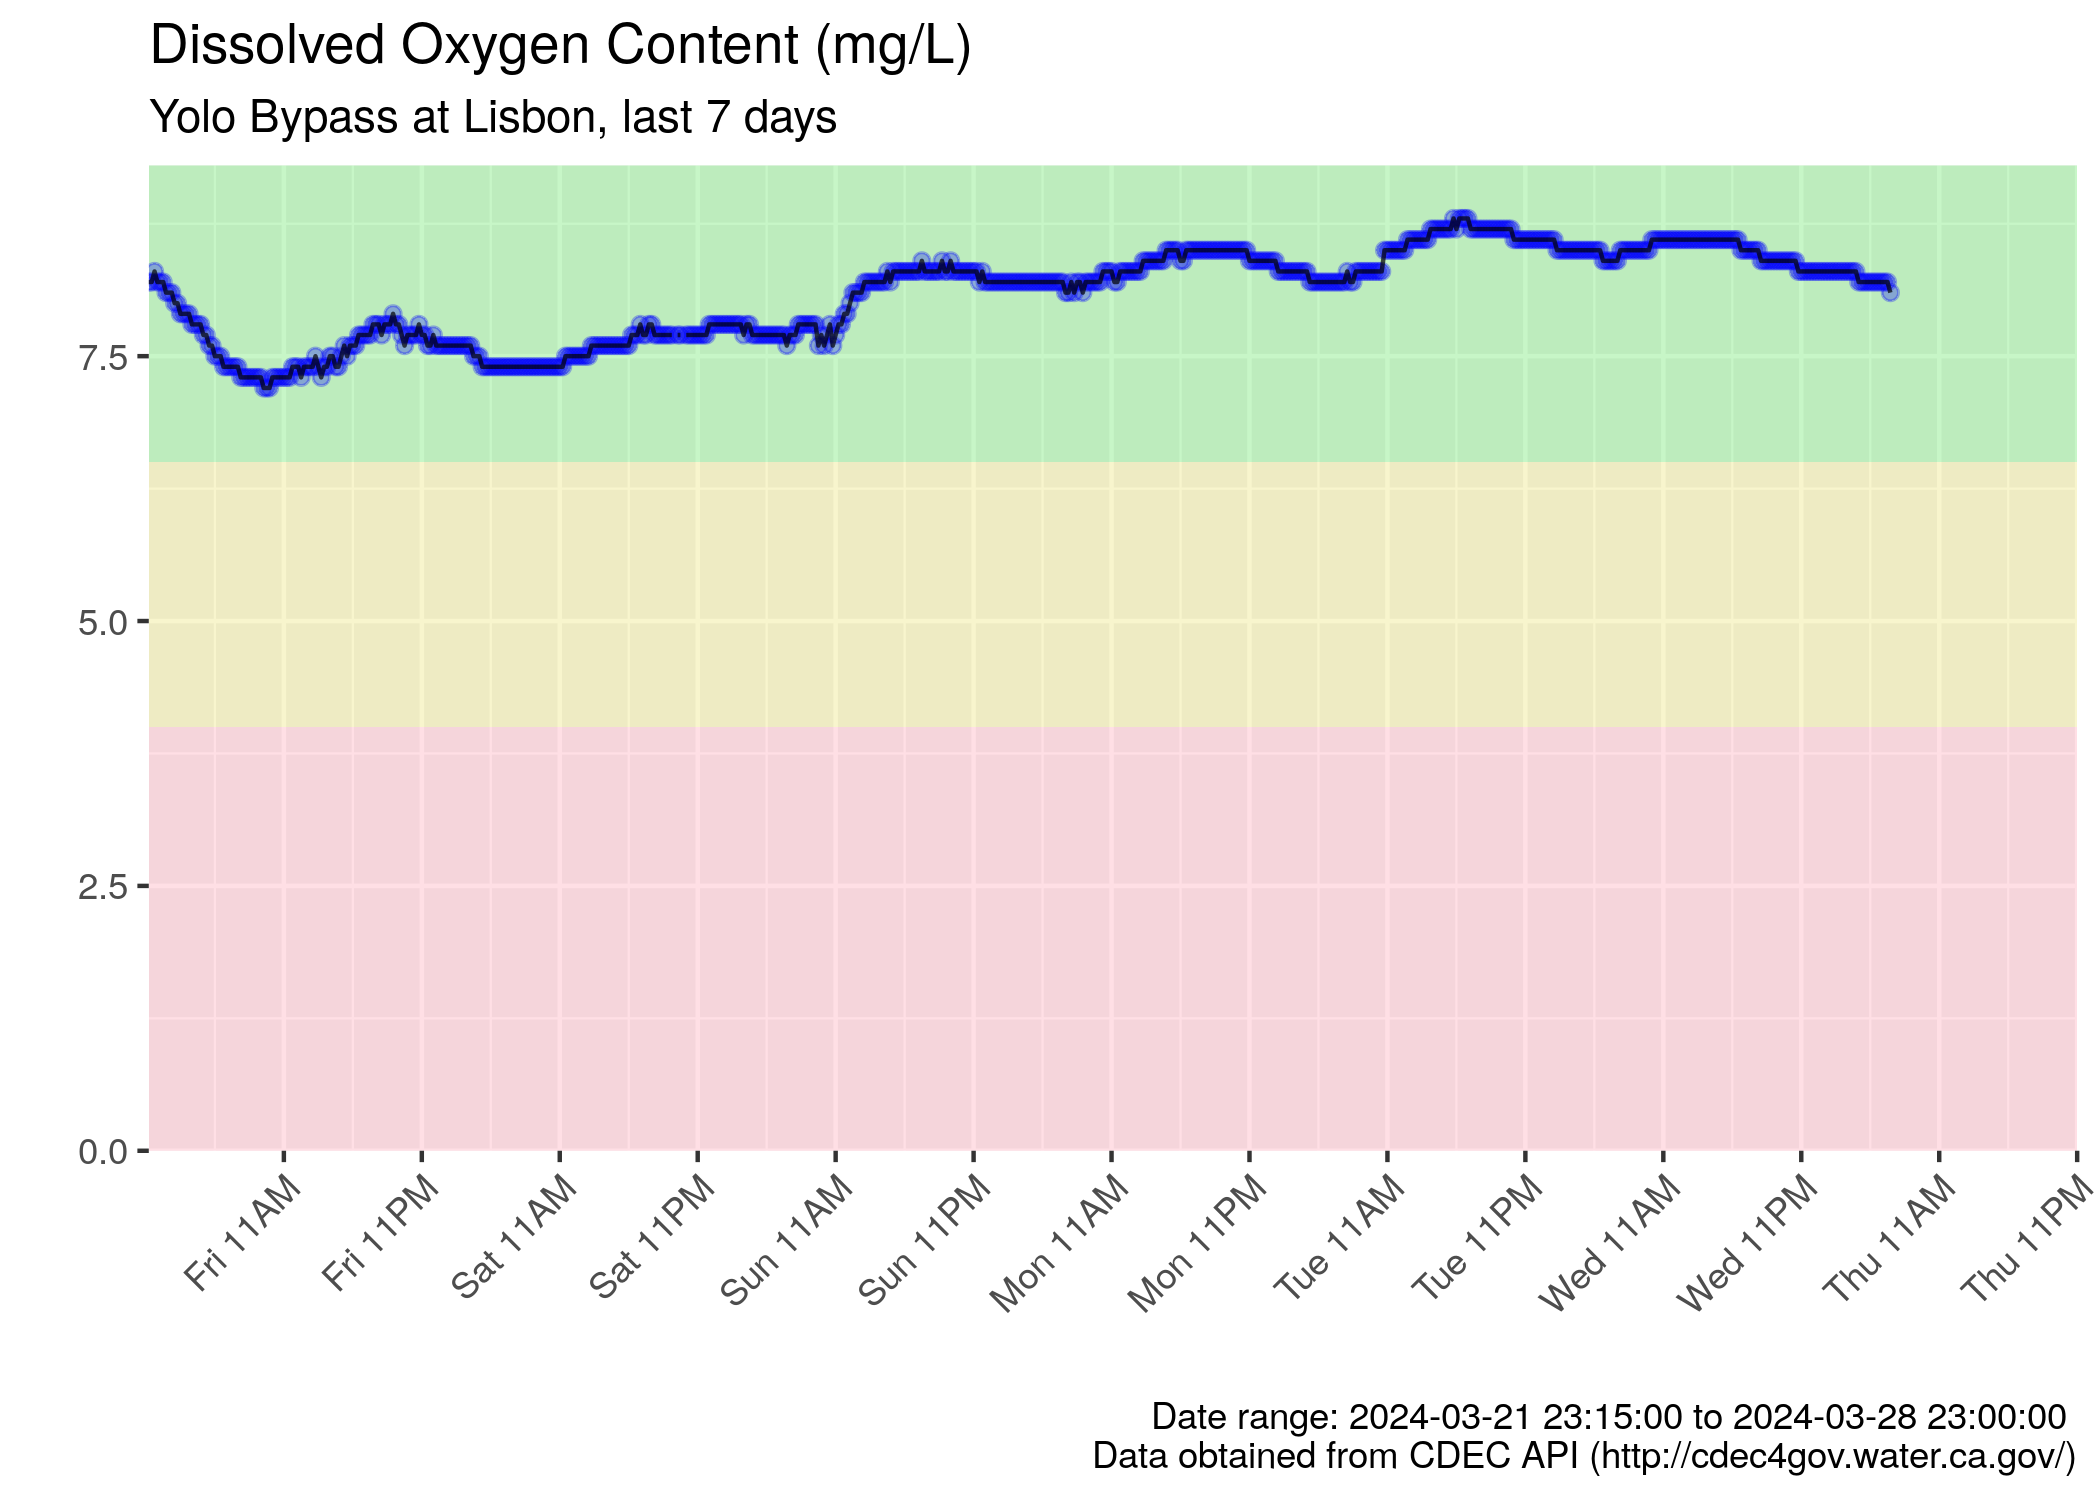 Dissolved Oxygen Content (mg/L)
Yolo Bypass at Lisbon, last 7 days
7.5
5.0
2.5
0.0
Fri 11AM
Fri 11PM
Sat 11AM
Sat 11PM
Sun 11AM
Sun 11PM
Mon 11AM
Mon 11PM
Tue 11AM
Tue 11PM
Wed 11AM
Wed 11PM
Thu 11AM
Thu 11PM
Date range: 2024-03-21 23:15:00 to 2024-03-28 23:00:00
Data obtained from CDEC API (http://cdec4gov.water.ca.gov/)